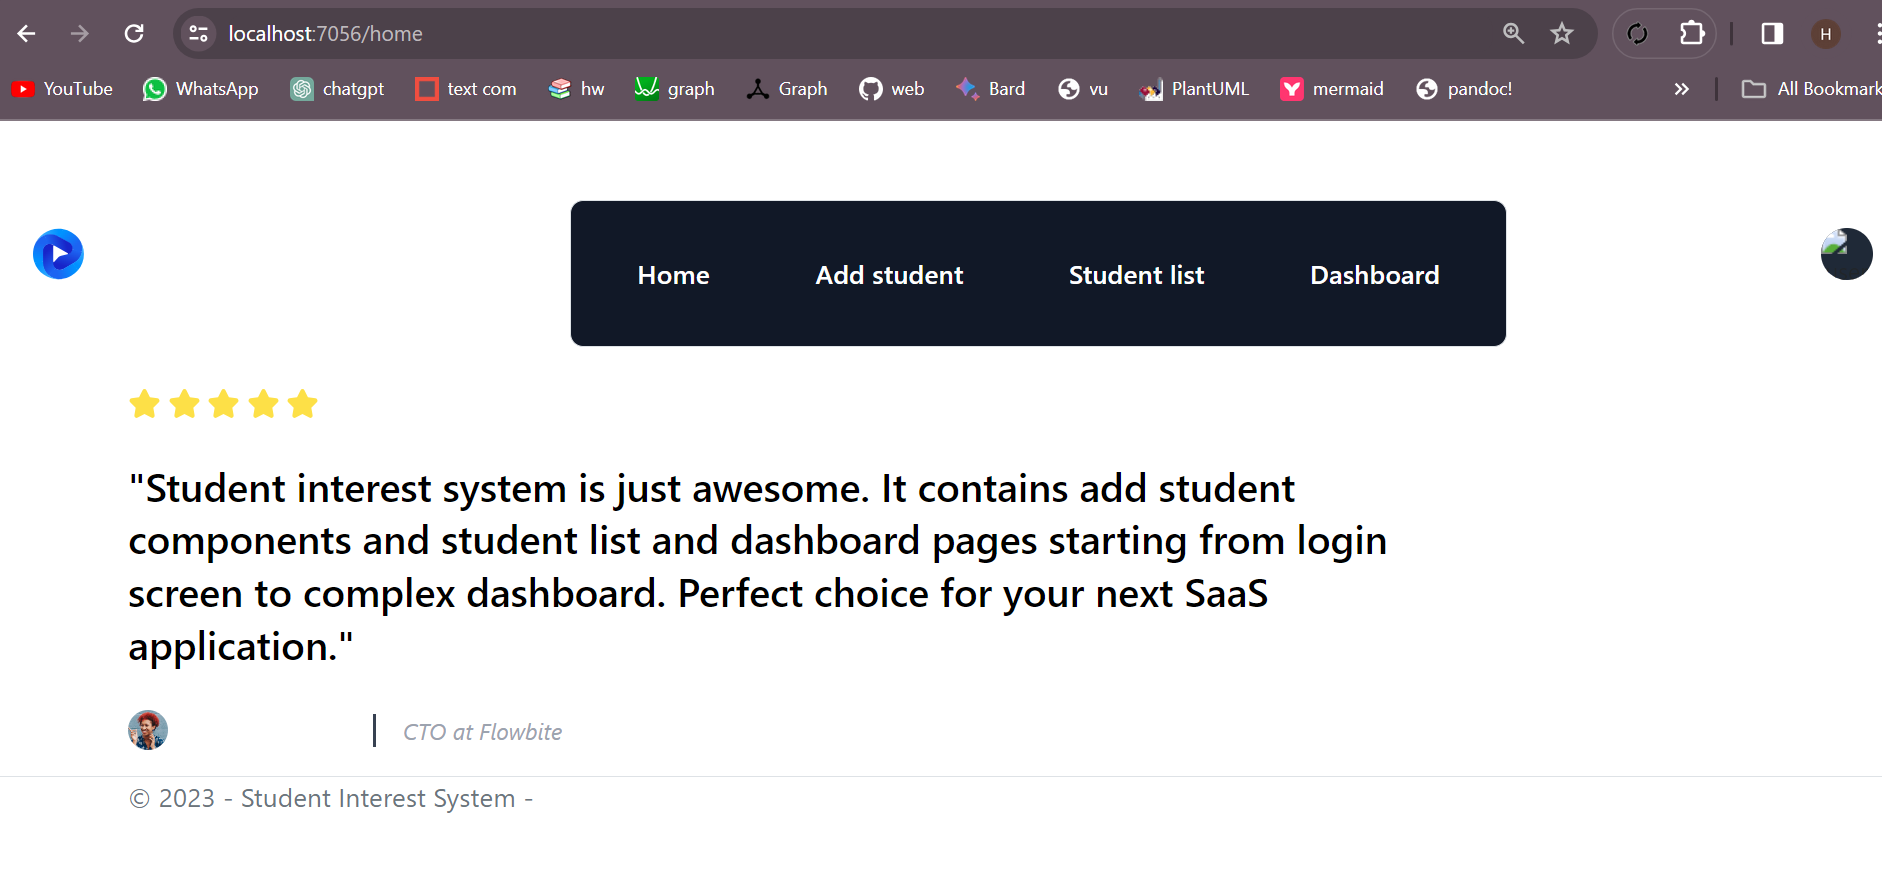 localhost:7056/home
H
YouTube WhatsApp chatgpt text com hw graph Graph web Bard vu PlantUML mermaid pandoc! » All Bookmark
Home Add student Student list Dashboard
"Student interest system is just awesome. It contains add student
components and student list and dashboard pages starting from login
screen to complex dashboard. Perfect choice for your next SaaS
application."
CTO at Flowbite
© 2023 - Student Interest System -